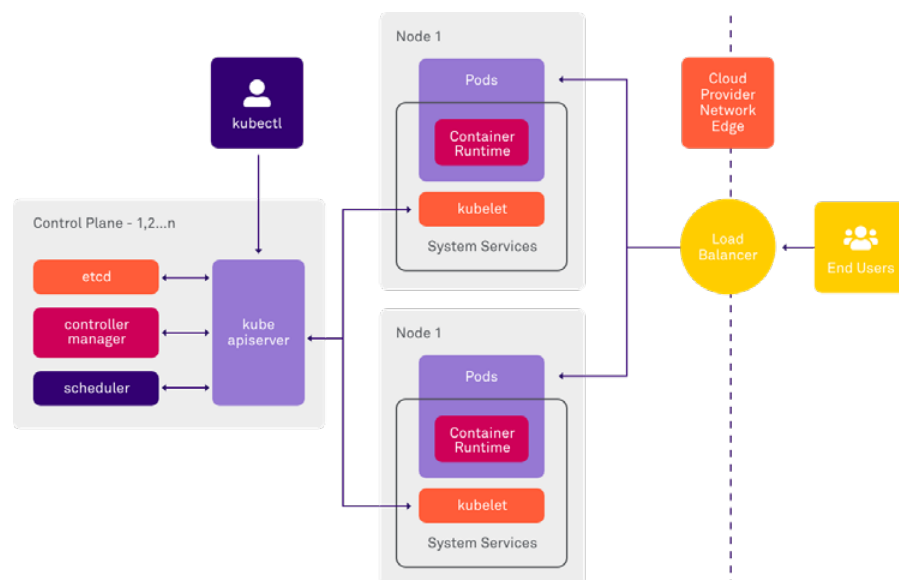 kubectl
Control Plane - 1,2...n
etcd
controller
manager
scheduler
kube
apiserver
Node 1
Pods
Container
Runtime
kubelet
System Services
Node 1
Pods
Container
Runtime
kubelet
System Services
Cloud
Provider
Network
Edge
Load
Balancer
End Users